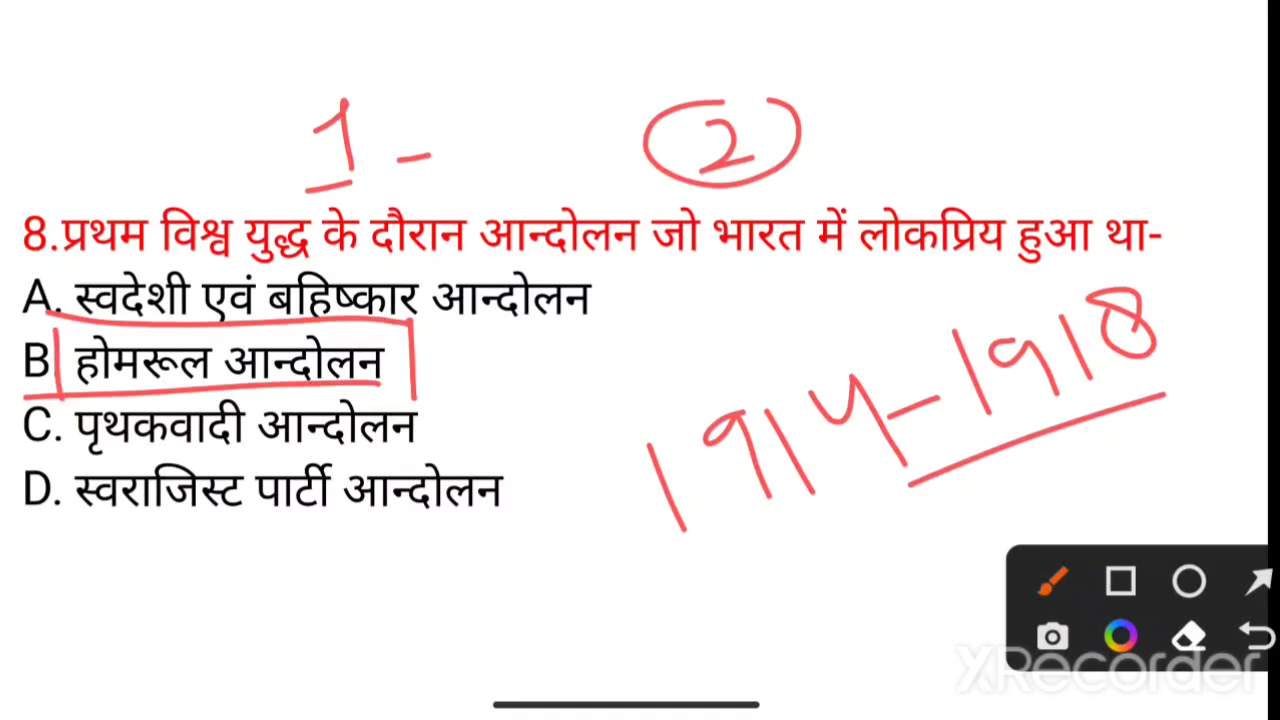 1 - 2
8.प्रथम विश्व युद्ध के दौरान आन्दोलन जो भारत में लोकप्रिय हुआ था-
A. स्वदेशी एवं बहिष्कार आन्दोलन
B होमरूल आन्दोलन
1914-1918
C. पृथकवादी आन्दोलन
D. स्वराजिस्ट पार्टी आन्दोलन
XRecorder